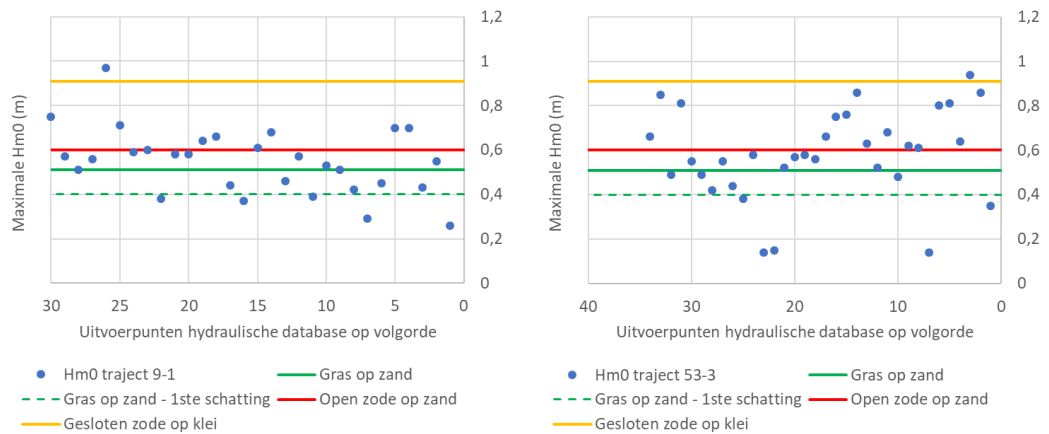 1,2
1
0,8
0,6
0,4
0,2
0
Maximale Hm0 (m)
30 25 20 15 10 5 0
Uitvoerpunten hydraulische database op volgorde
Hm0 traject 9-1 Gras op zand
Gras op zand - 1ste schatting Open zode op zand
Gesloten zode op klei
1,2
1
0,8
0,6
0,4
0,2
0
Maximale Hm0 (m)
40 30 20 10 0
Uitvoerpunten hydraulische database op volgorde
Hm0 traject 53-3 Gras op zand
Gras op zand - 1ste schatting Open zode op zand
Gesloten zode op klei